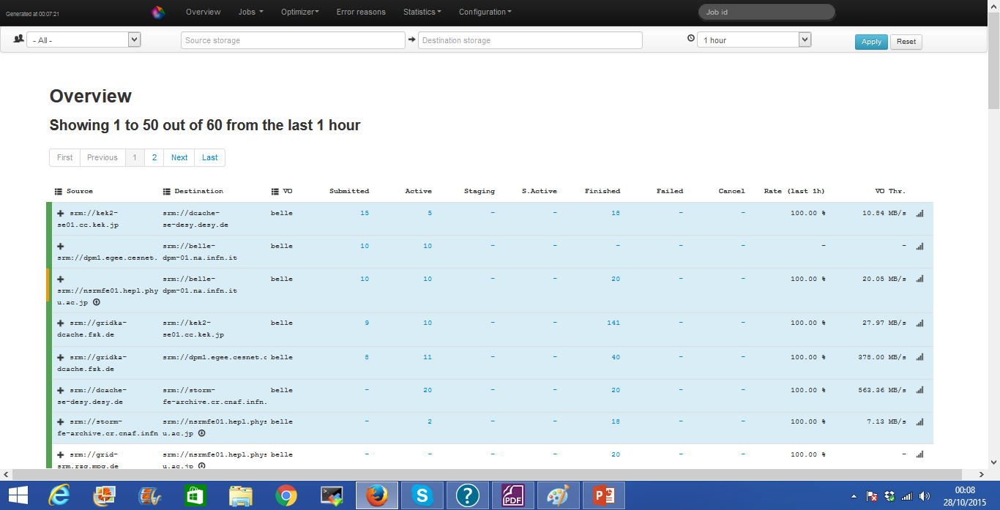 Generated at 00:07:21
Overview Jobs Optimizer Error reasons Statistics Configuration Job id
- All - Source storage Destination storage 1 hour Apply Reset
Overview
Showing 1 to 50 out of 60 from the last 1 hour
First Previous 1 2 Next Last
Source Destination VO Submitted Active Staging S.Active Finished Failed Cancel Rate (last 1h) VO Thr.
srm://kek2- srm://dcache- belle 15 5 - - 18 - - 100.00 % 10.84 MB/s
se01.cc.kek.jp se-desy.desy.de
srm://belle- belle 10 10 - - - - - - -
srm://dpm1.egee.cesnet. dpm-01.na.infn.it
srm://belle- belle 10 10 - - 20 - - 100.00 % 20.05 MB/s
srm://nsrmfe01.hepl.phy dpm-01.na.infn.it
u.ac.jp
srm://gridka- srm://kek2- belle 9 10 - - 141 - - 100.00 % 27.97 MB/s
dcache.fzk.de se01.cc.kek.jp
srm://gridka- srm://dpm1.egee.cesnet.c belle 8 11 - - 40 - - 100.00 % 378.00 MB/s
dcache.fzk.de
srm://dcache- srm://storm- belle - 20 - - 20 - - 100.00 % 563.36 MB/s
se-desy.desy.de fe-archive.cr.cnaf.infn.
srm://storm- srm://nsrmfe01.hepl.phys belle - 2 - - 18 - - 100.00 % 7.13 MB/s
fe-archive.cr.cnaf.infn u.ac.jp
srm://grid- srm://nsrmfe01.hepl.phys belle - - - - 20 - - 100.00 % -
srm.rzg.mpg.de u.ac.jp
PDF
00:08
28/10/2015